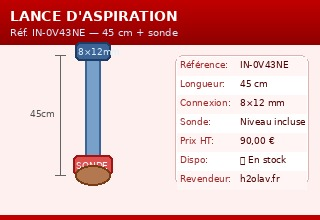 LANCE D'ASPIRATION
Réf. IN-0V43NE — 45 cm + sonde
8×12m
45cm
SONDE
Référence: IN-0V43NE
Longueur: 45 cm
Connexion: 8×12 mm
Sonde: Niveau incluse
Prix HT: 90,00 €
Dispo: En stock
Revendeur: h2olav.fr